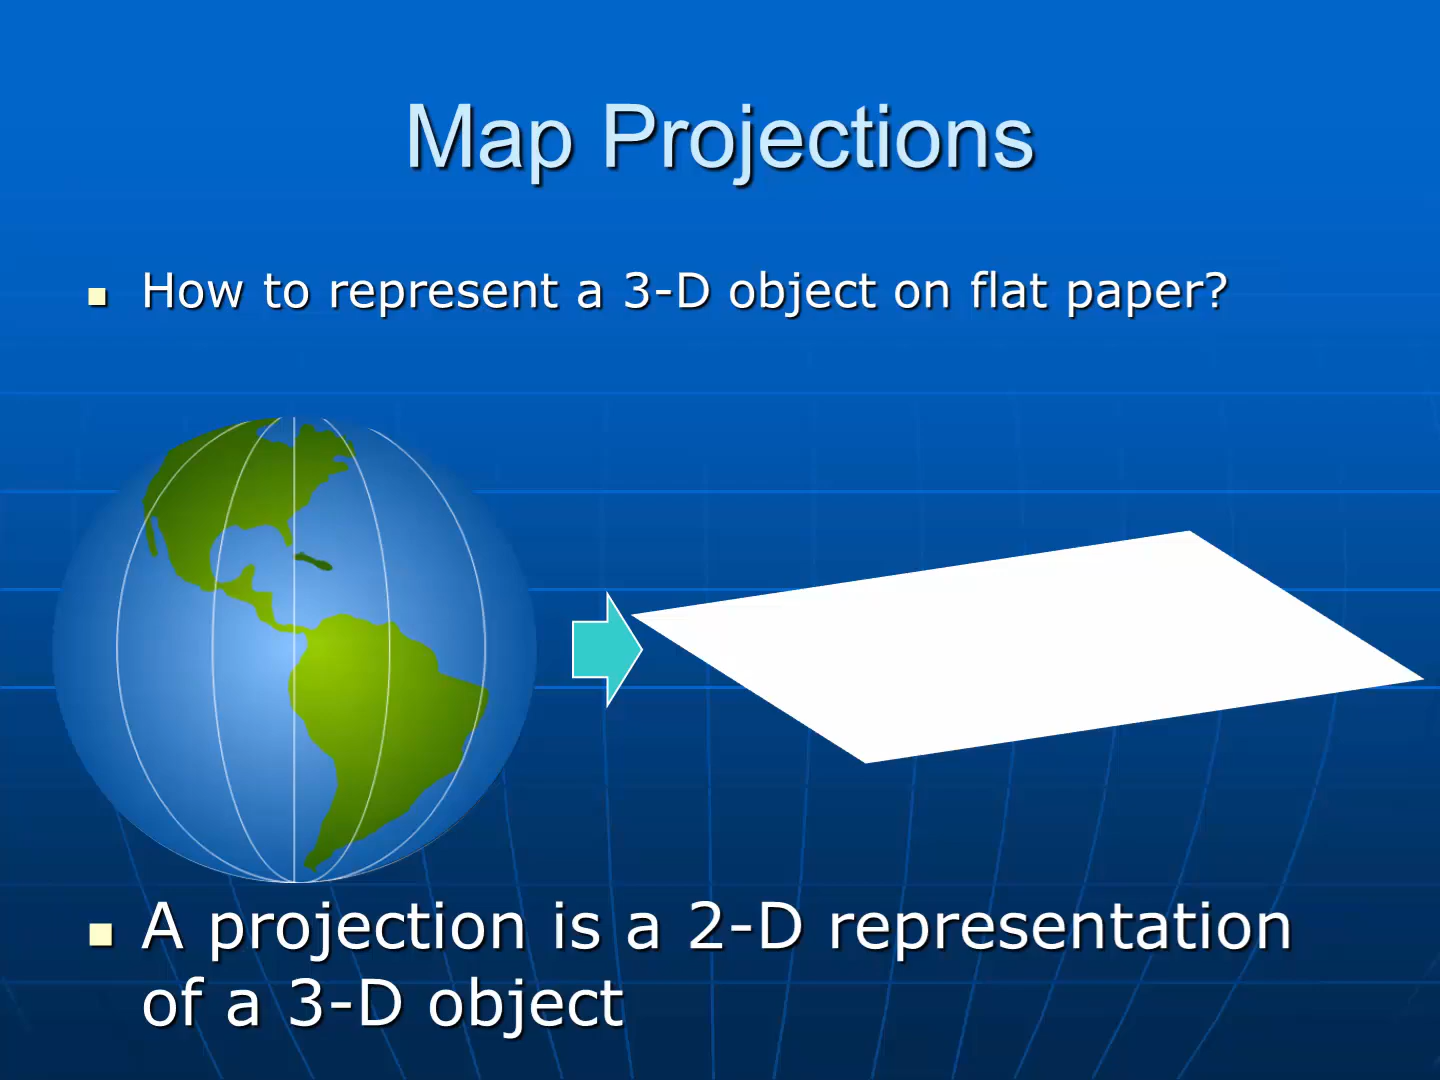 Map Projections
How to represent a 3-D object on flat paper?
A projection is a 2-D representation
of a 3-D object